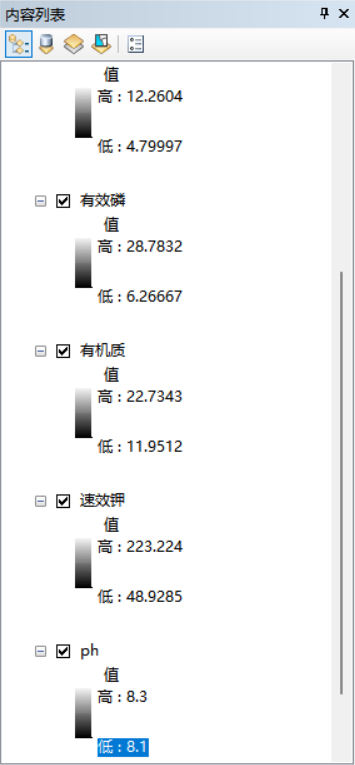 内容列表
值
高 : 12.2604
低 : 4.79997
有效磷
值
高 : 28.7832
低 : 6.26667
有机质
值
高 : 22.7343
低 : 11.9512
速效钾
值
高 : 223.224
低 : 48.9285
ph
值
高 : 8.3
低 : 8.1